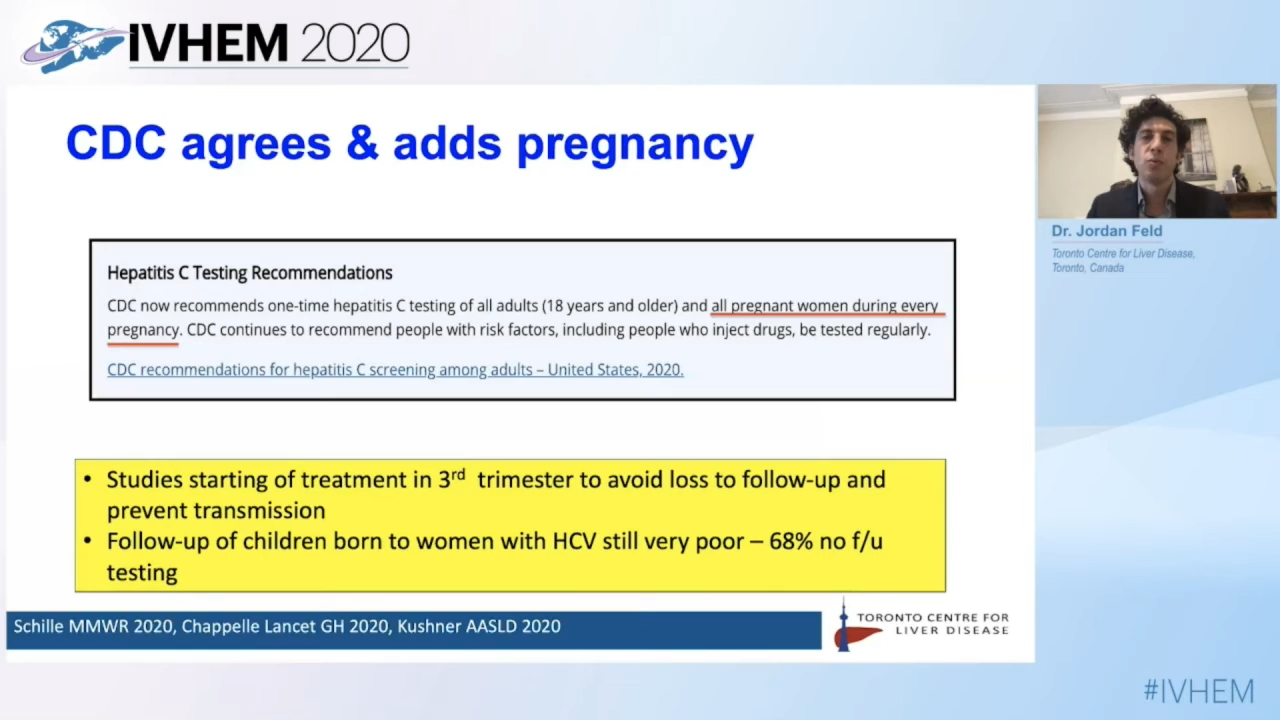 IVHEM 2020
CDC agrees & adds pregnancy
Hepatitis C Testing Recommendations
CDC now recommends one-time hepatitis C testing of all adults (18 years and older) and all pregnant women during every
pregnancy. CDC continues to recommend people with risk factors, including people who inject drugs, be tested regularly.
CDC recommendations for hepatitis C screening among adults – United States, 2020.
• Studies starting of treatment in 3rd trimester to avoid loss to follow-up and
prevent transmission
• Follow-up of children born to women with HCV still very poor – 68% no f/u
testing
Schille MMWR 2020, Chappelle Lancet GH 2020, Kushner AASLD 2020
TORONTO CENTRE FOR
LIVER DISEASE
Dr. Jordan Feld
Toronto Centre for Liver Disease,
Toronto, Canada
#IVHEM